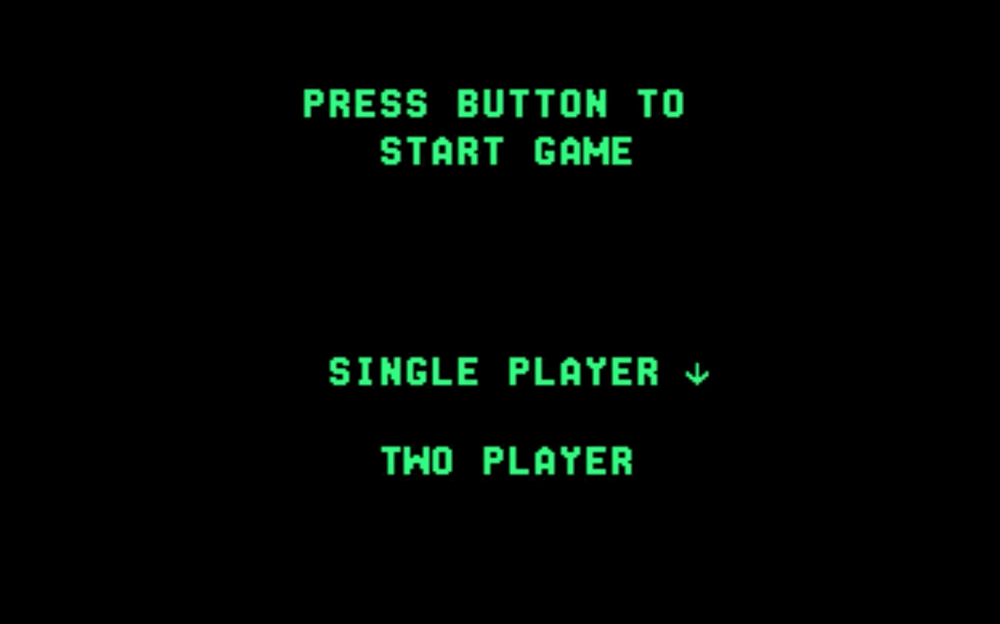 PRESS BUTTON TO
START GAME
SINGLE PLAYER ↓
TWO PLAYER